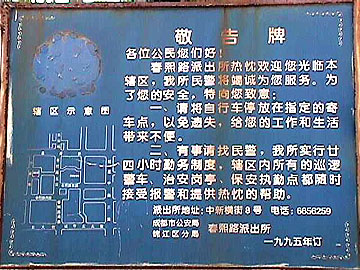 敬告牌
各位公民您们好!
春熙路派出所热忱欢迎您光临本
辖区，我所民警将竭诚为您服务。为
了您的安全，特向您致意：
一、请将自行车停放在指定的寄
车点，以免遗失，给您的工作和生活
带来不便。
二、有事请找民警，我所实行廿
四小时勤务制度，辖区内所有的巡逻
警车、治安岗亭、保安执勤点都随时
接受报警和提供热忱的帮助。
派出所地址：中新横街8号 电话：6656259
成都市公安局
锦江区分局
春熙路派出所
一九九五年订
辖区示意图